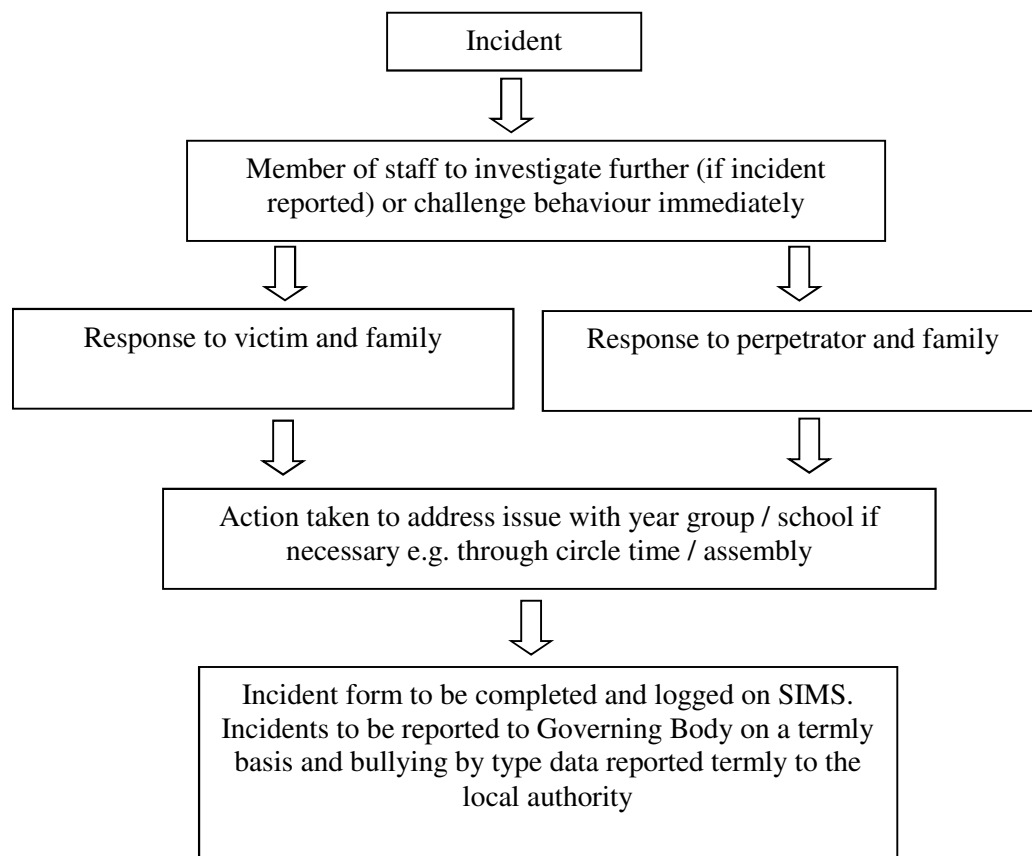 Incident
Member of staff to investigate further (if incident
reported) or challenge behaviour immediately
Response to victim and family
Response to perpetrator and family
Action taken to address issue with year group / school if
necessary e.g. through circle time / assembly
Incident form to be completed and logged on SIMS.
Incidents to be reported to Governing Body on a termly
basis and bullying by type data reported termly to the
local authority